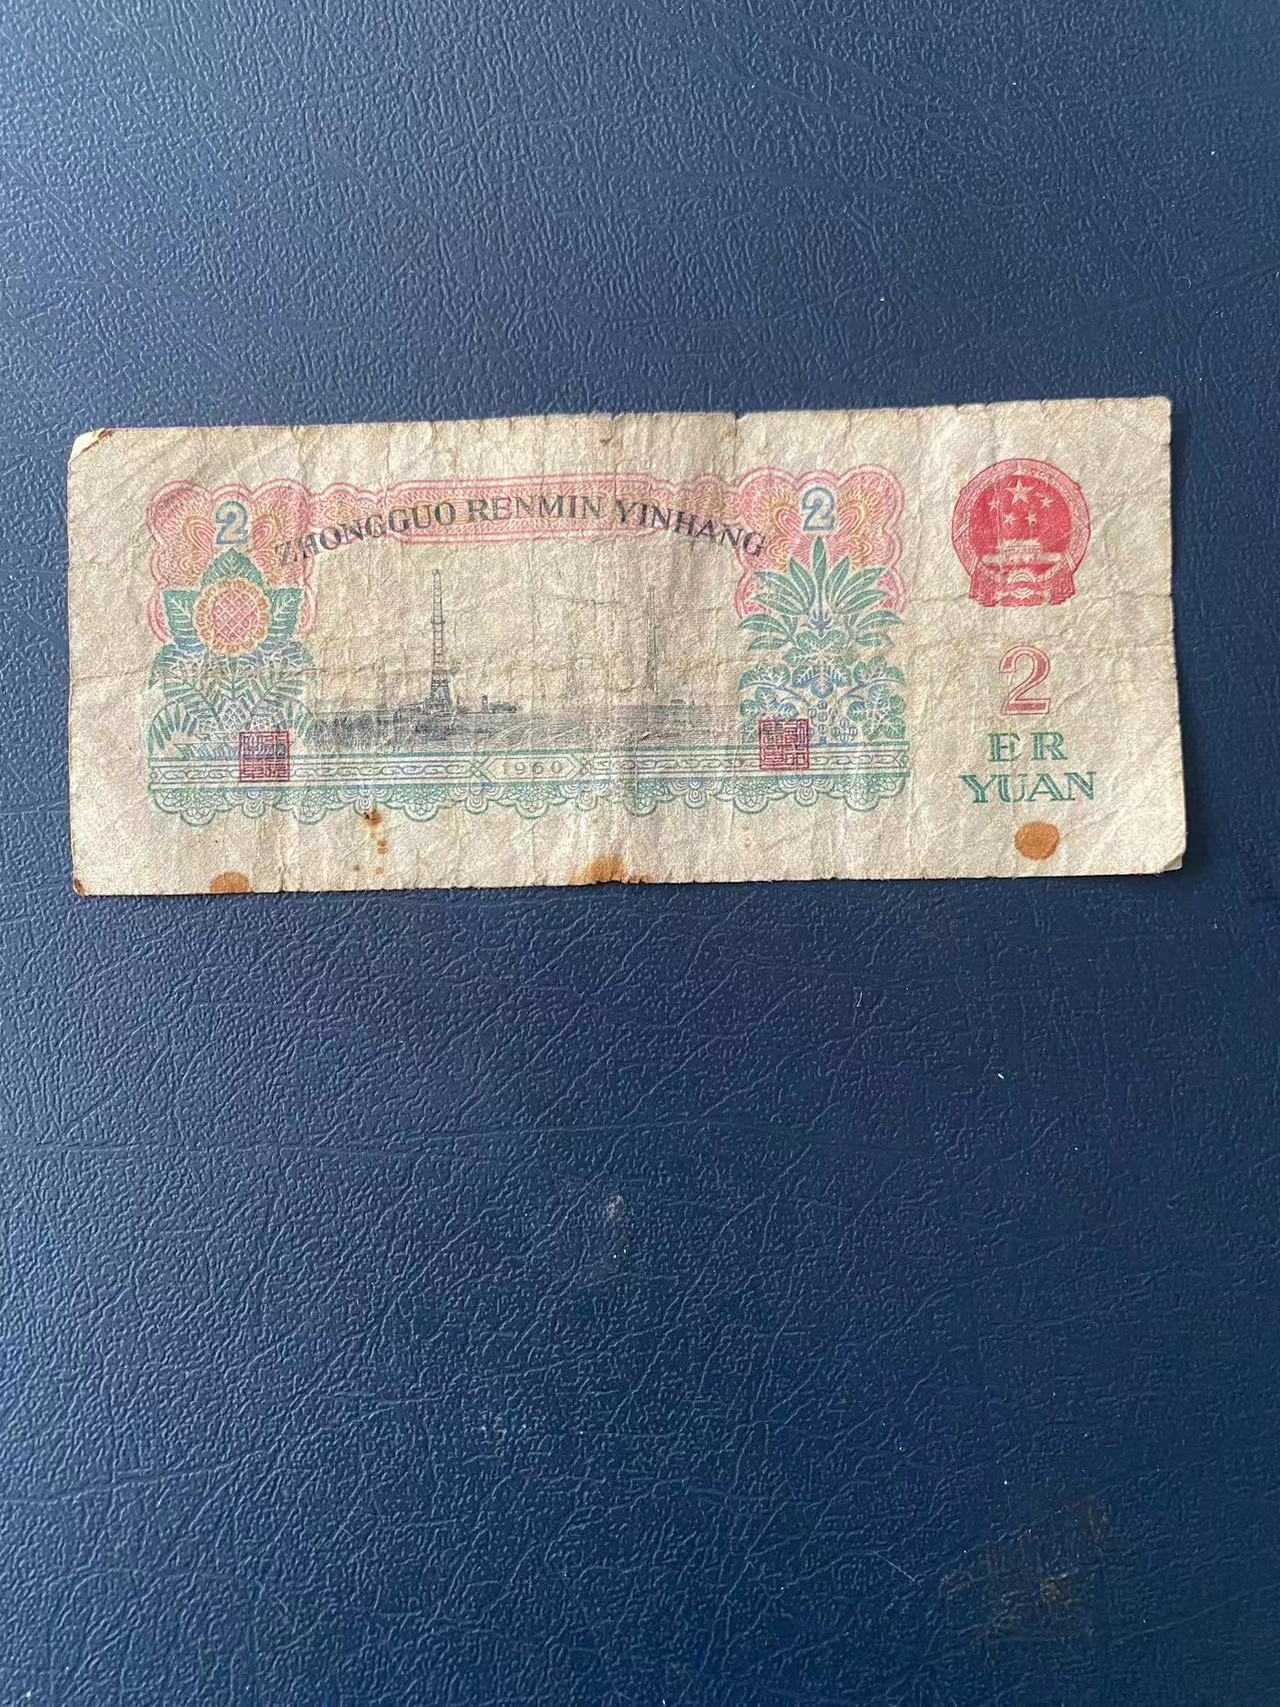 2
ZHONGGUO RENMIN YINHANG
2
1960
2
ER
YUAN